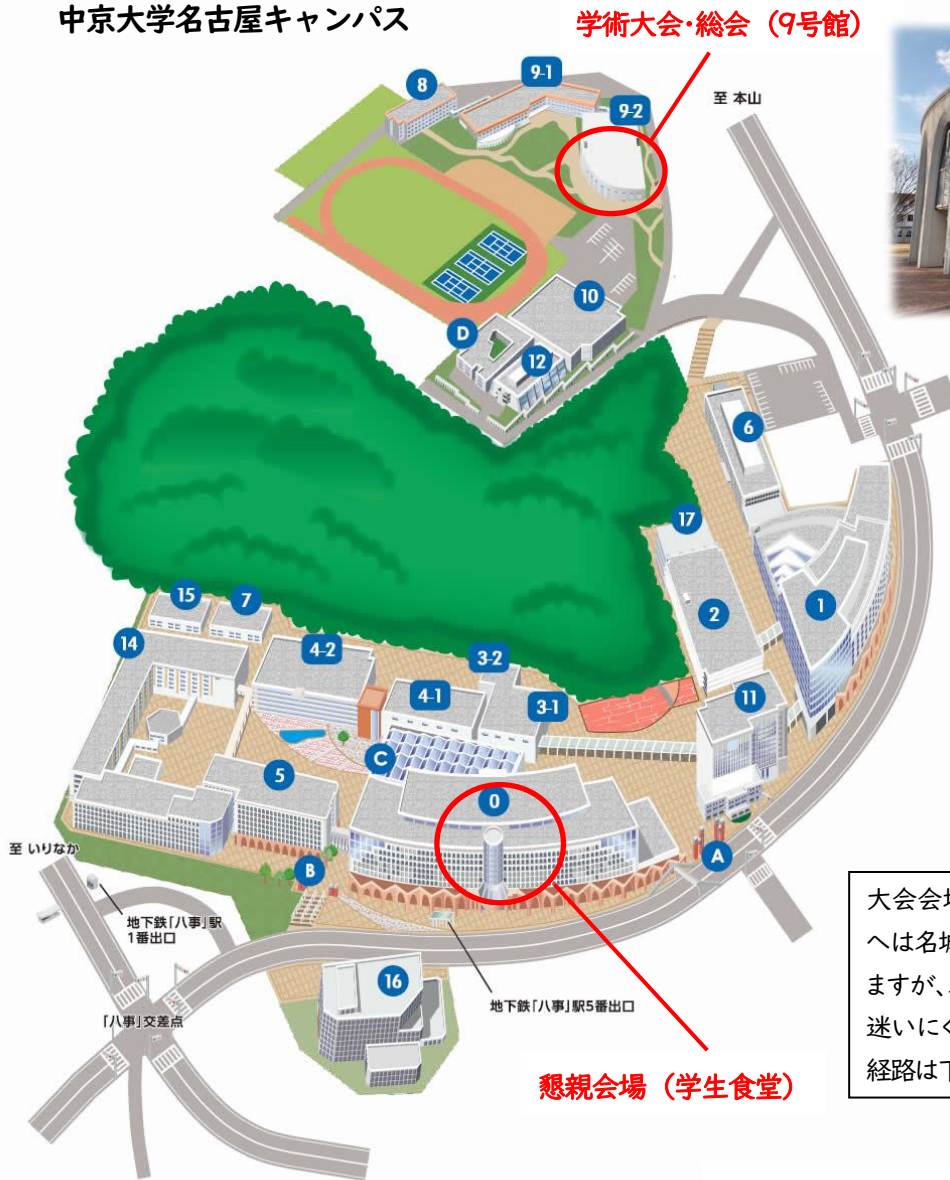 中京大学名古屋キャンパス
学術大会・総会（9号館）
9-1
8
9-2
至 本山
10
D
12
6
17
15
7
2
1
14
4-2
3-2
4-1
3-1
11
C
5
0
A
至 いりなか
B
地下鉄「八事」駅
1番出口
16
地下鉄「八事」駅5番出口
「八事」交差点
懇親会場（学生食堂）
大会会場
へは名城
ますが、
迷いにく
経路は